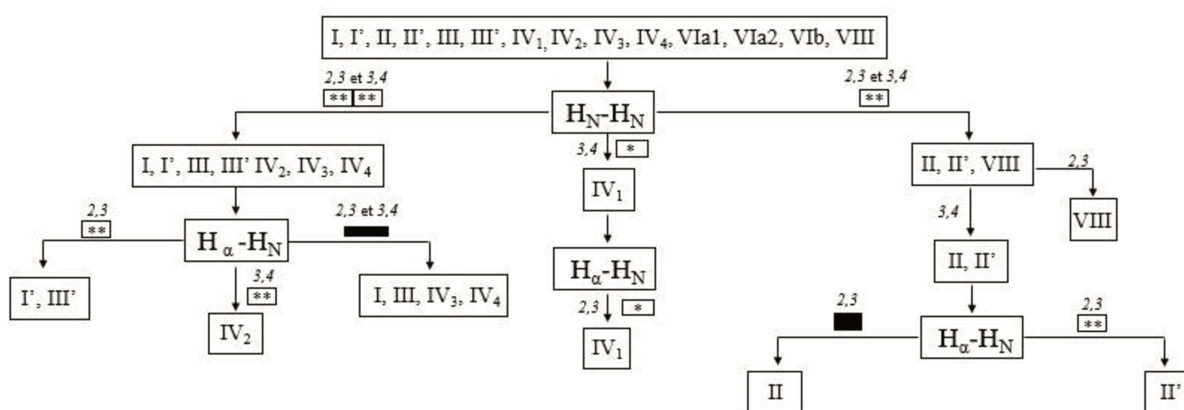 I, I’, II, II’, III, III’, IV1, IV2, IV3, IV4, VIa1, VIa2, VIb, VIII
2,3 et 3,4
** **
2,3 et 3,4
**
HN-HN
3,4 *
I, I’, III, III’ IV2, IV3, IV4
IV1
II, II’, VIII
2,3
VIII
2,3
**
Hα-HN
2,3 et 3,4
3,4
I’, III’
3,4
**
I, III, IV3, IV4
Hα-HN
II, II’
IV2
2,3 *
IV1
2,3
Hα-HN
2,3
**
II
II’